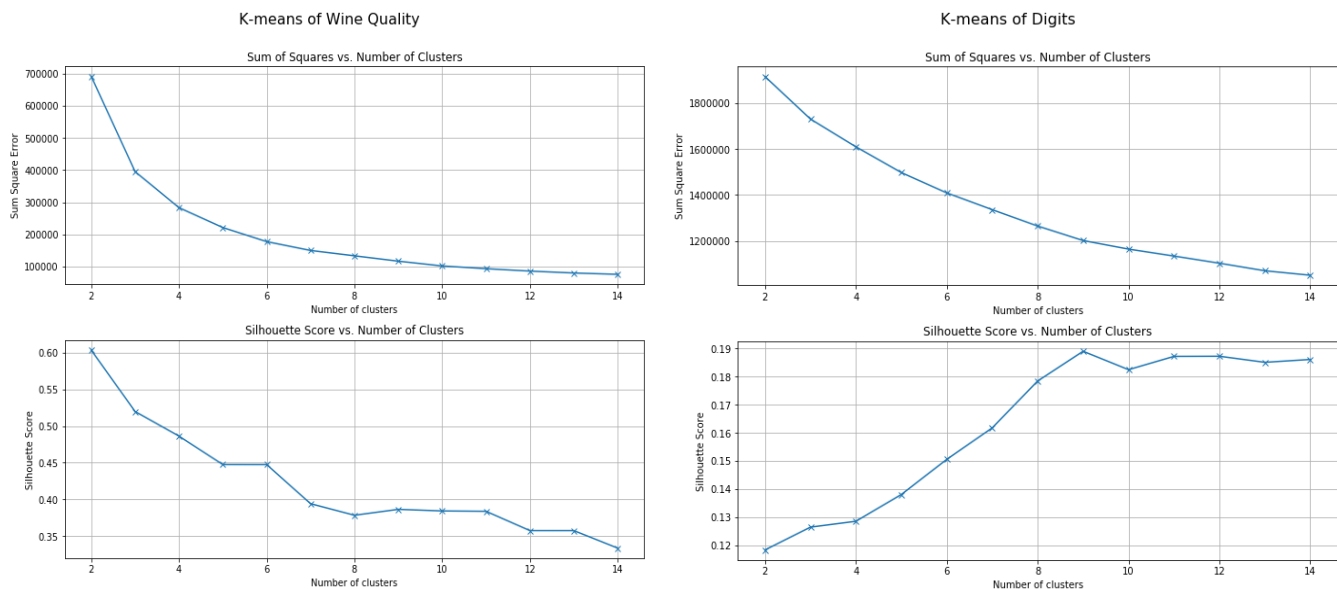 K-means of Wine Quality
Sum of Squares vs. Number of Clusters
700000
600000
500000
400000
300000
200000
100000
Sum Square Error
2 4 6 8 10 12 14
Number of clusters
Silhouette Score vs. Number of Clusters
0.60
0.55
0.50
0.45
0.40
0.35
Silhouette Score
2 4 6 8 10 12 14
Number of clusters
K-means of Digits
Sum of Squares vs. Number of Clusters
1800000
1600000
1400000
1200000
Sum Square Error
2 4 6 8 10 12 14
Number of clusters
Silhouette Score vs. Number of Clusters
0.19
0.18
0.17
0.16
0.15
0.14
0.13
0.12
Silhouette Score
2 4 6 8 10 12 14
Number of clusters